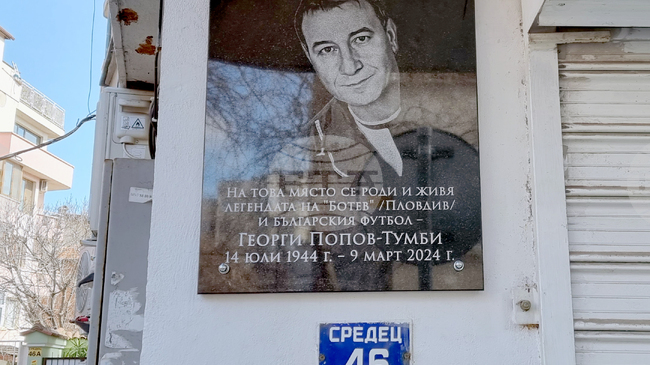 НА ТОВА МЯСТО СЕ РОДИ И ЖИВЯ
ЛЕГЕНДАТА НА "БОТЕВ" /ПЛОВДИВ/
И БЪЛГАРСКИЯ ФУТБОЛ –
ГЕОРГИ ПОПОВ-ТУМБИ
14 ЮЛИ 1944 Г. – 9 МАРТ 2024 Г.
СРЕДЕЦ
46
46А